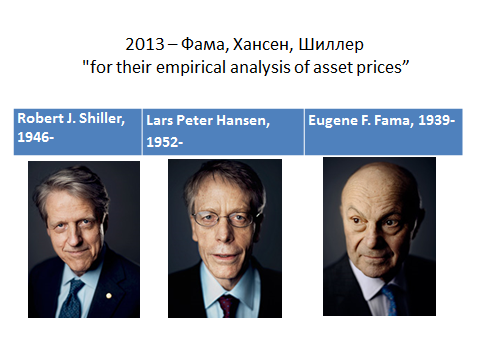 2013 – Фама, Хансен, Шиллер
"for their empirical analysis of asset prices”
Robert J. Shiller,
1946-
Lars Peter Hansen,
1952-
Eugene F. Fama, 1939-